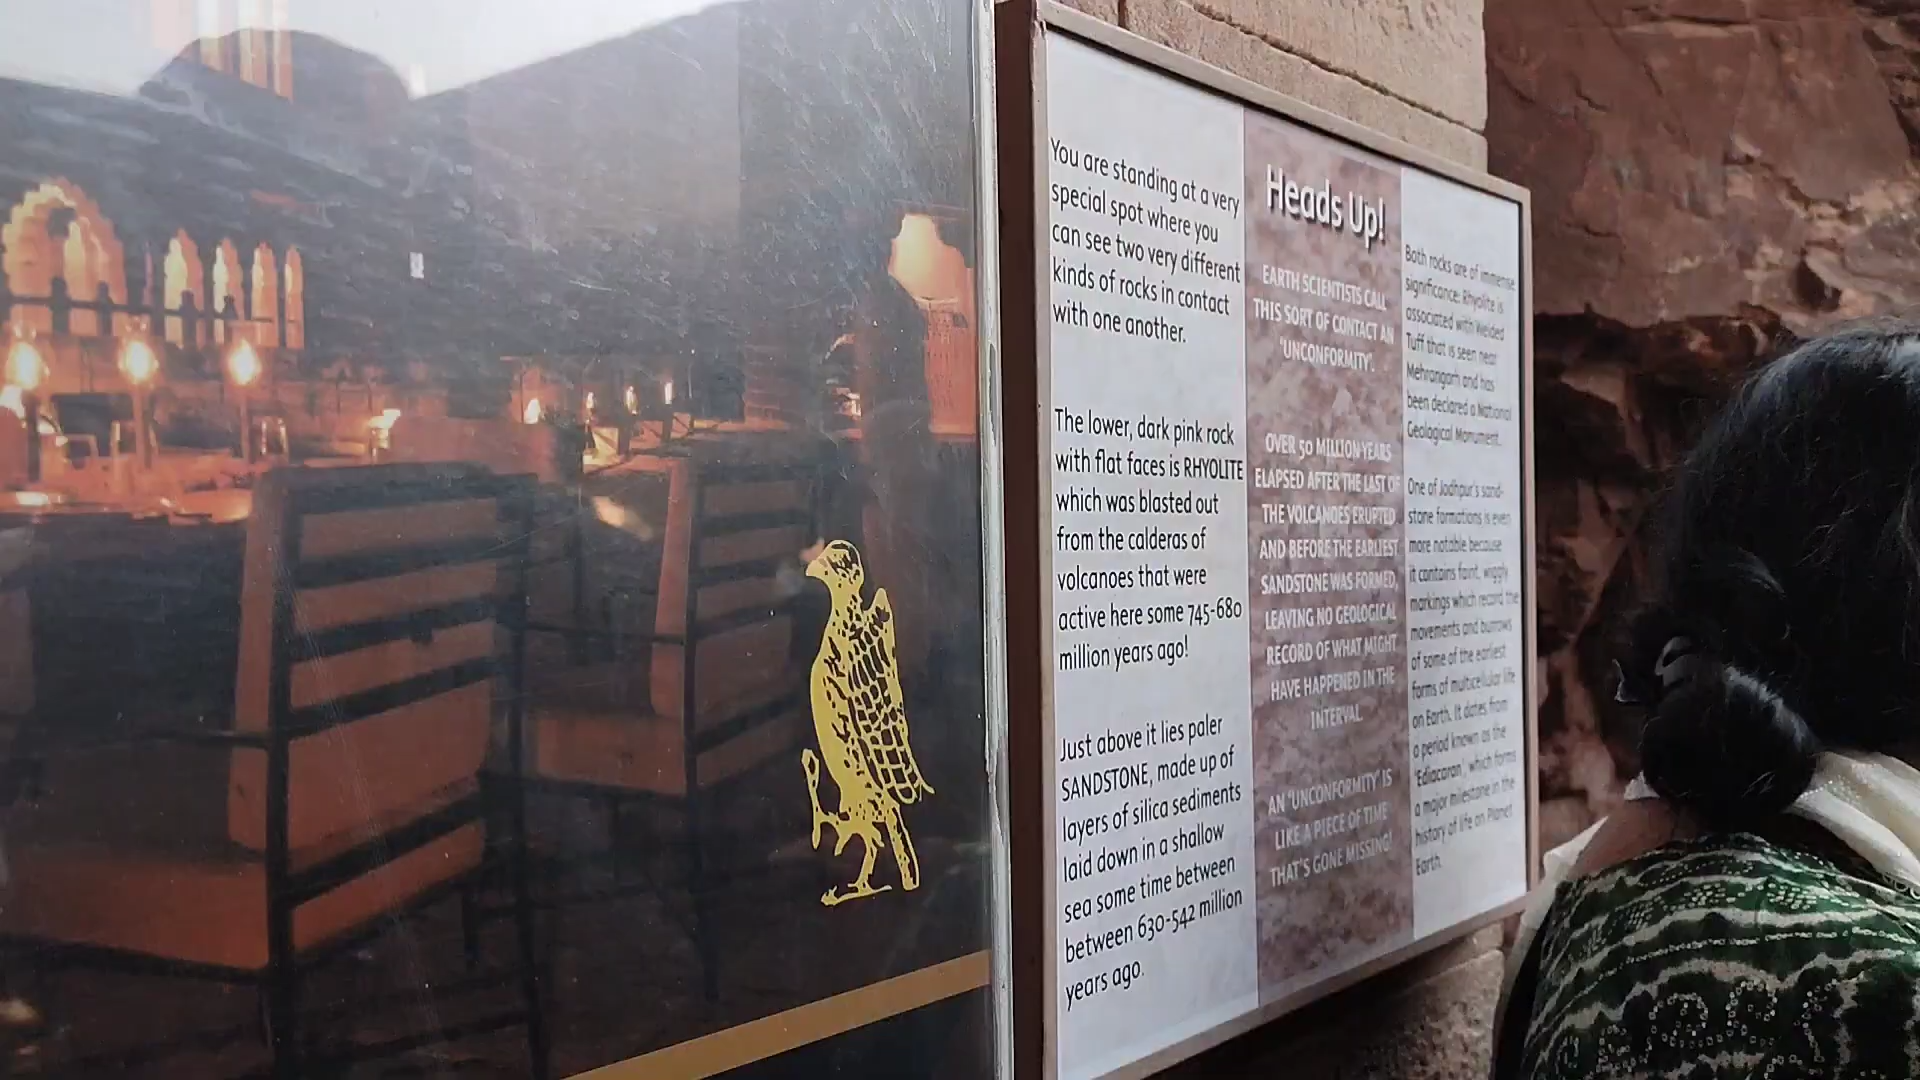 You are standing at a very
special spot where you
can see two very different
kinds of rocks in contact
with one another.
The lower, dark pink rock
with flat faces is RHYOLITE
which was blasted out
from the calderas of
volcanoes that were
active here some 745-680
million years ago!
Just above it lies paler
SANDSTONE, made up of
layers of silica sediments
laid down in a shallow
sea some time between
between 630-542 million
years ago.
Heads Up!
EARTH SCIENTISTS CALL
THIS SORT OF CONTACT AN
'UNCONFORMITY'.
OVER 50 MILLION YEARS
ELAPSED AFTER THE LAST OF
THE VOLCANOES ERUPTED
AND BEFORE THE EARLIEST
SANDSTONE WAS FORMED,
LEAVING NO GEOLOGICAL
RECORD OF WHAT MIGHT
HAVE HAPPENED IN THE
INTERVAL.
AN 'UNCONFORMITY' IS
LIKE A PIECE OF TIME
THAT'S GONE MISSING!
Both rocks are of immense
significance: Rhyolite is
associated with Welded
Tuff that is seen near
Mehrangarh and has
been declared a National
Geological Monument.
One of Jodhpur's sand-
stone formations is even
more notable because
it contains faint, wiggly
markings which record the
movements and burrows
of some of the earliest
forms of multicellular life
on Earth. It dates from
a period known as the
'Ediacaran', which forms
a major milestone in the
history of life on Planet
Earth.